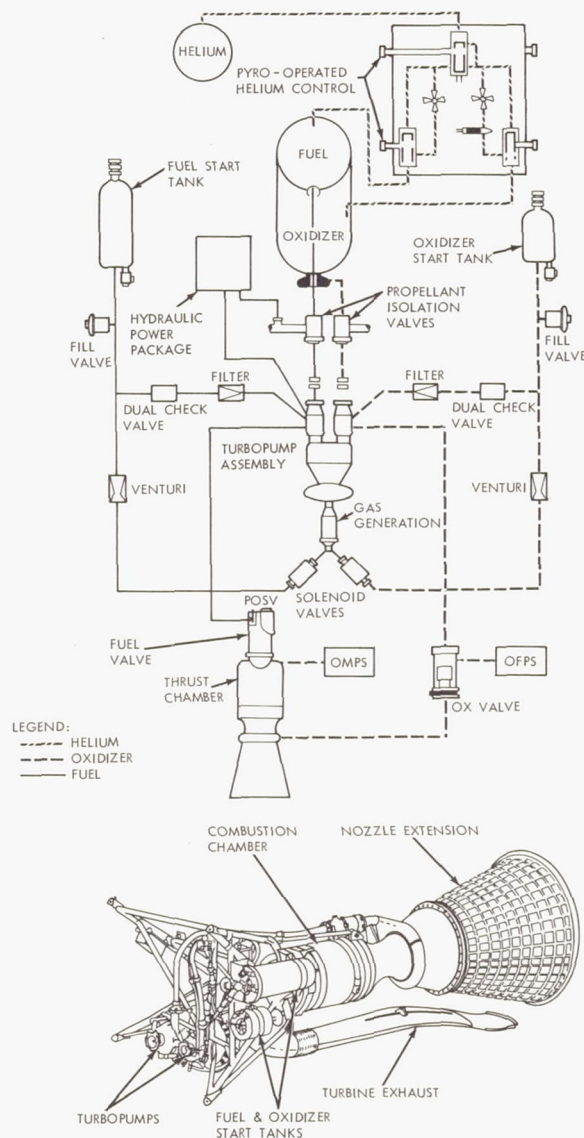 HELIUM
PYRO-OPERATED
HELIUM CONTROL
FUEL START
TANK
FUEL
OXIDIZER
OXIDIZER
START TANK
HYDRAULIC
POWER
PACKAGE
PROPELLANT
ISOLATION
VALVES
FILL
VALVE
FILL
VALVE
FILTER
DUAL CHECK
VALVE
FILTER
DUAL CHECK
VALVE
TURBOPUMP
ASSEMBLY
VENTURI
VENTURI
GAS
GENERATION
SOLENOID
VALVES
POSV
FUEL
VALVE
THRUST
CHAMBER
OMPS
OFPS
OX VALVE
LEGEND:
HELIUM
OXIDIZER
FUEL
COMBUSTION
CHAMBER
NOZZLE EXTENSION
TURBINE EXHAUST
TURBOPUMPS
FUEL & OXIDIZER
START TANKS